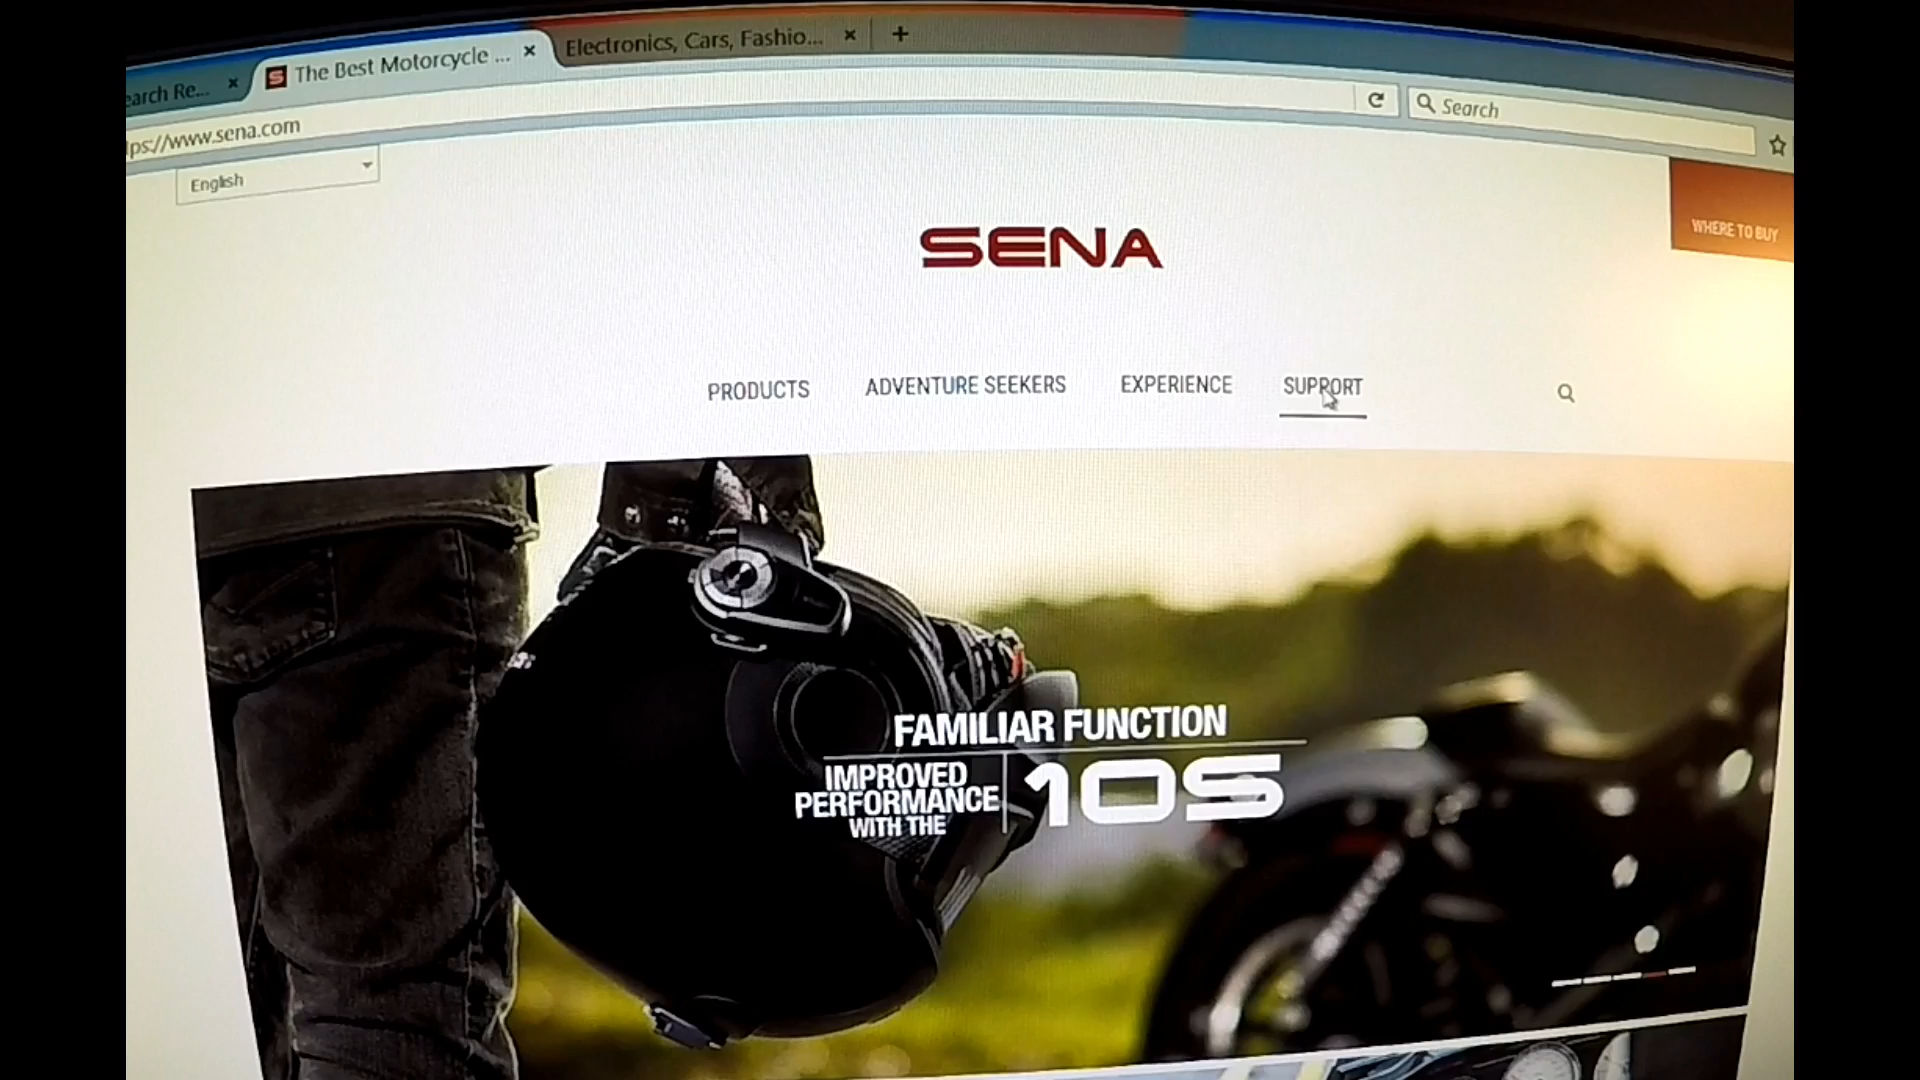 earch Re...
The Best Motorcycle ...
Electronics, Cars, Fashio...
ps://www.sena.com
Search
English
WHERE TO BUY
SENA
PRODUCTS
ADVENTURE SEEKERS
EXPERIENCE
SUPPORT
FAMILIAR FUNCTION
IMPROVED
PERFORMANCE
WITH THE
10S